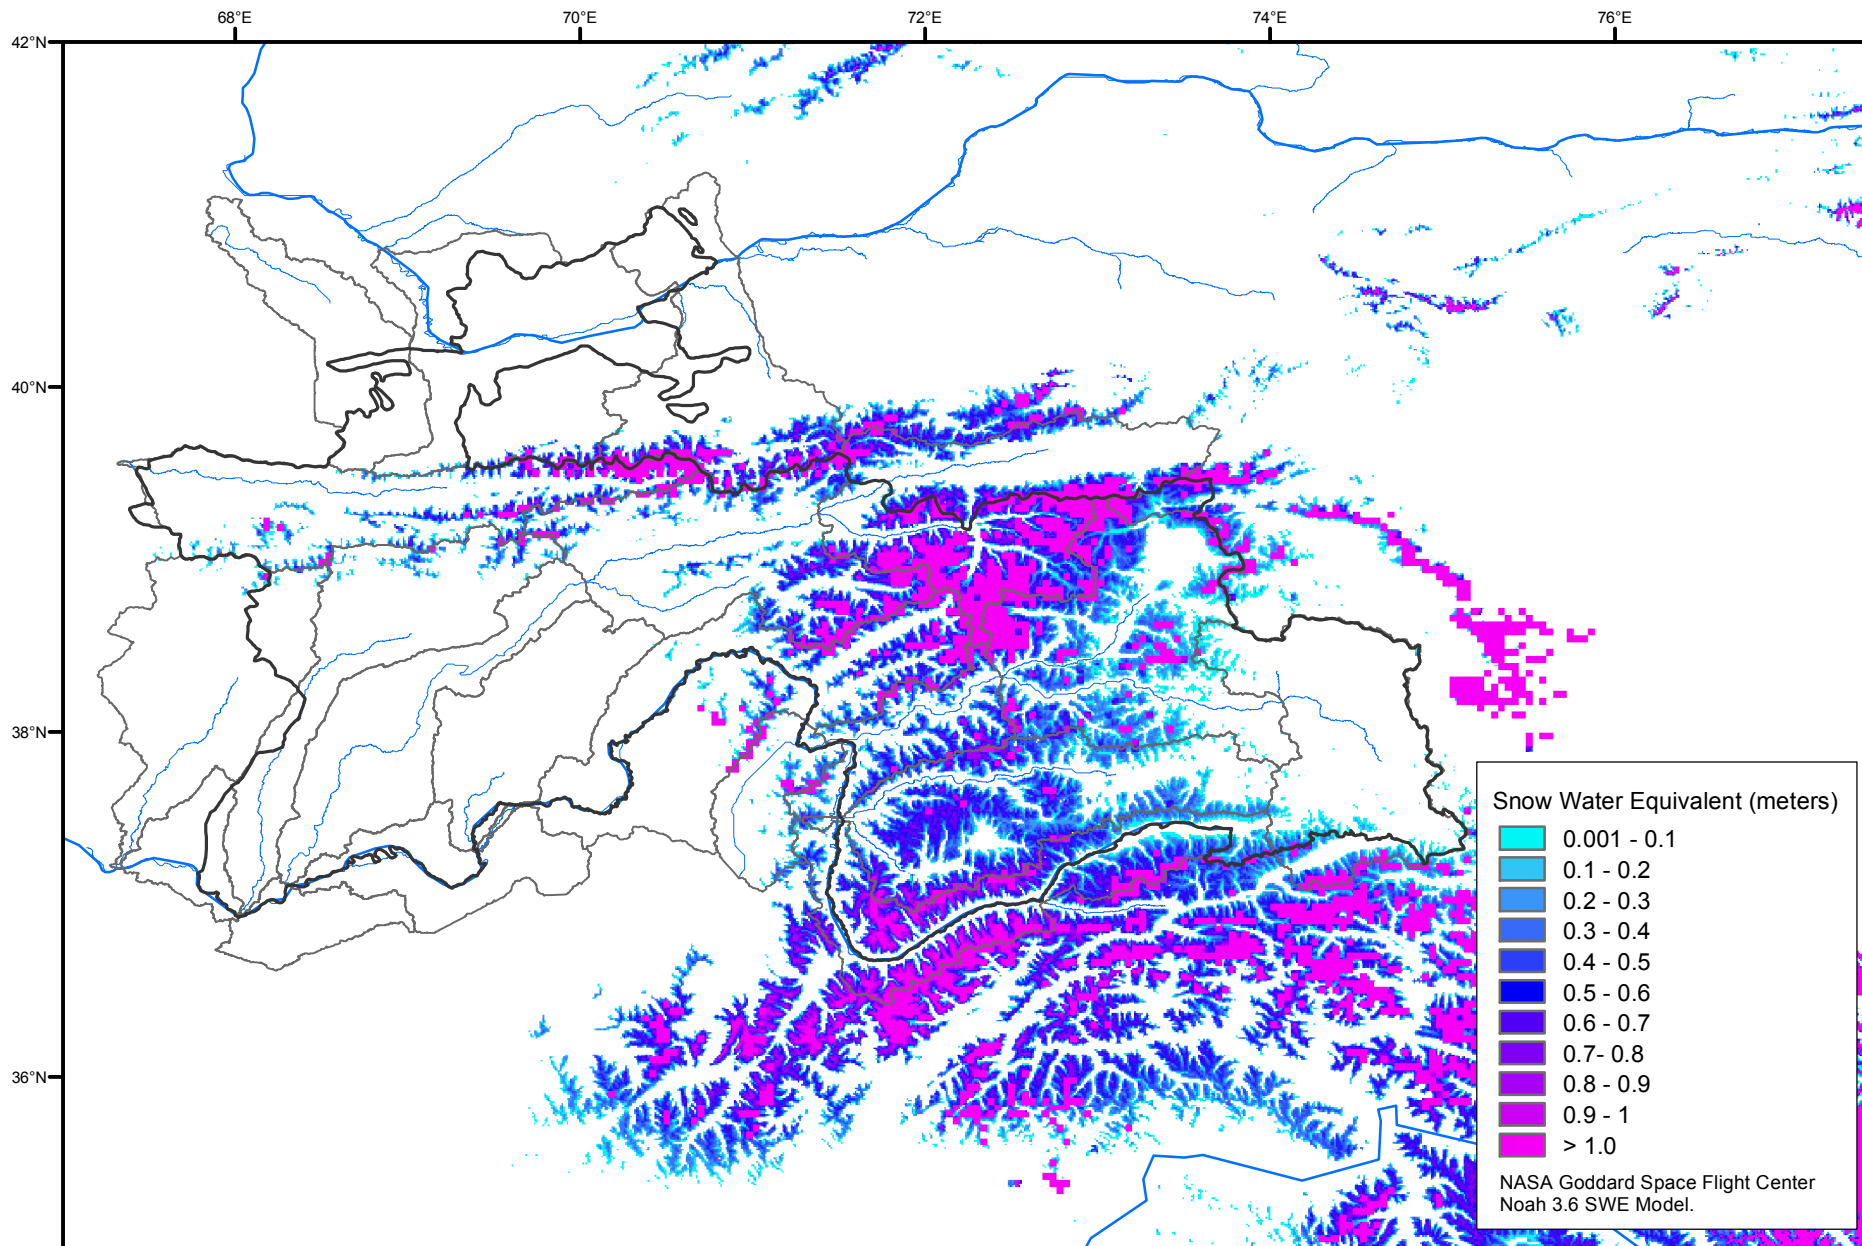 68°E 70°E 72°E 74°E 76°E
42°N
40°N
38°N
36°N
Snow Water Equivalent (meters)
0.001 - 0.1
0.1 - 0.2
0.2 - 0.3
0.3 - 0.4
0.4 - 0.5
0.5 - 0.6
0.6 - 0.7
0.7- 0.8
0.8 - 0.9
0.9 - 1
> 1.0
NASA Goddard Space Flight Center
Noah 3.6 SWE Model.